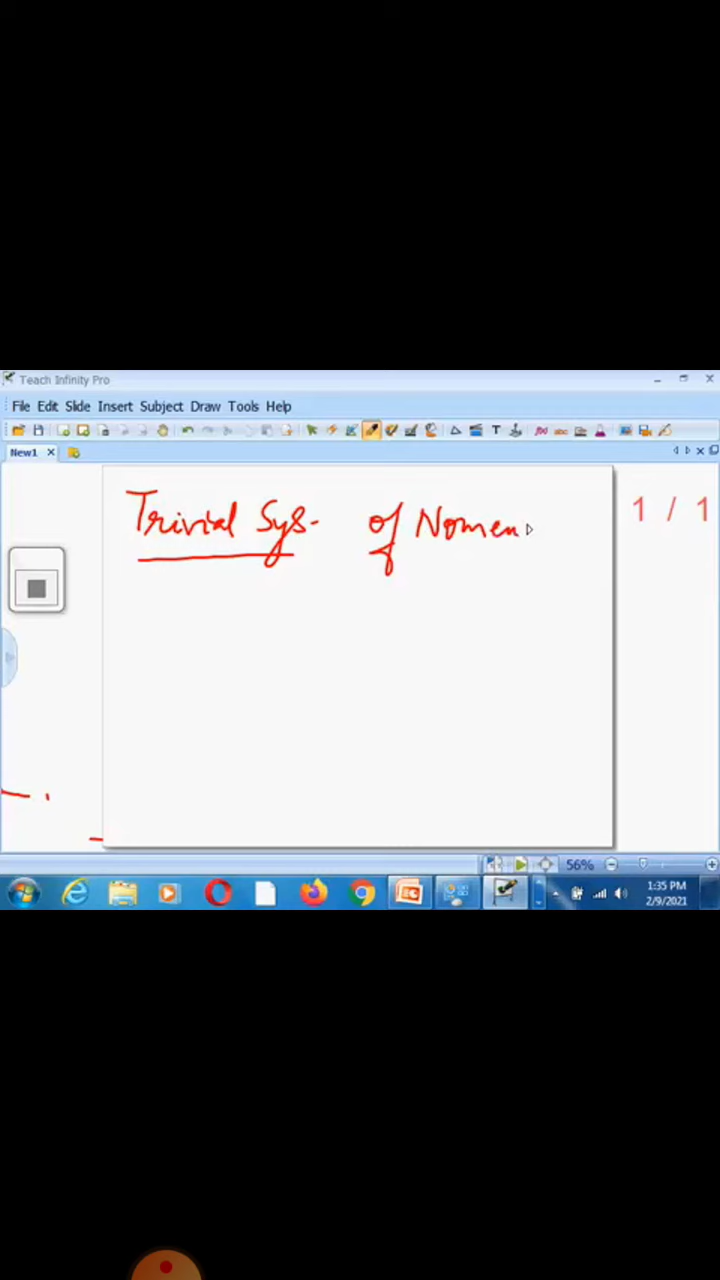 Teach Infinity Pro
File Edit Slide Insert Subject Draw Tools Help
New1
Trivial Sys- of Nomen
1 / 1
56%
1:35 PM
2/9/2021